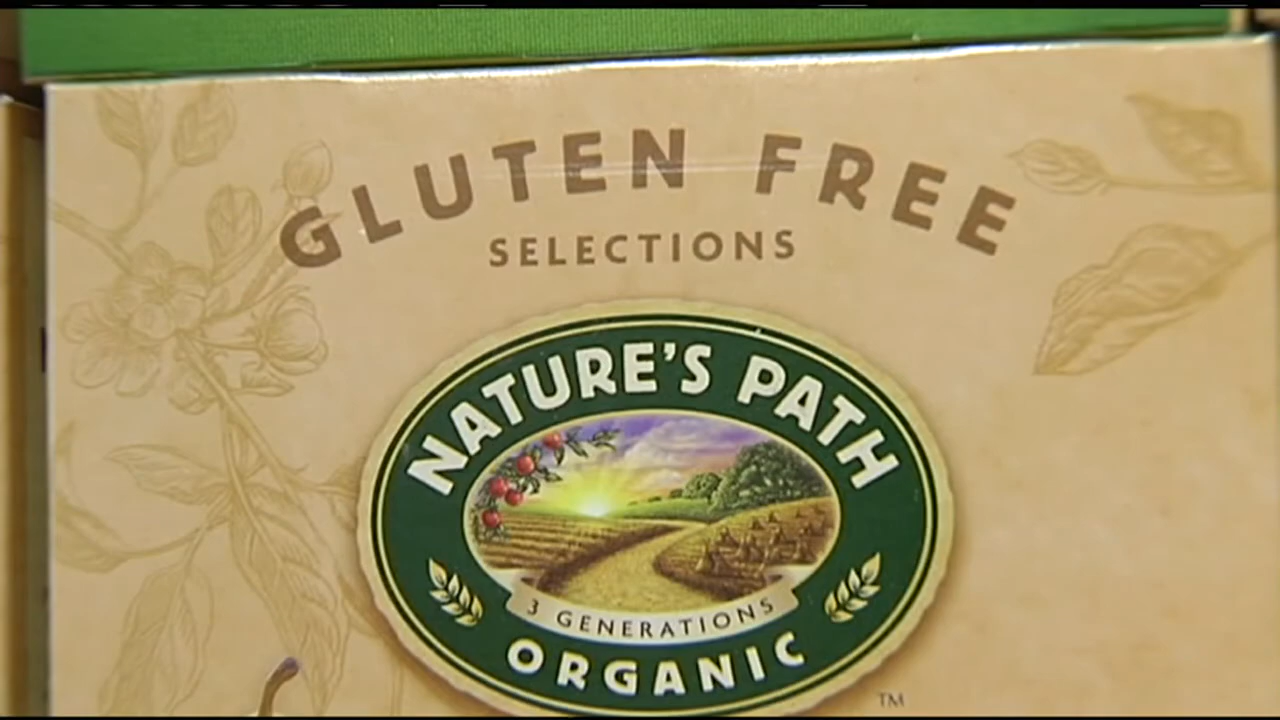 GLUTEN FREE
SELECTIONS
NATURE'S PATH
3 GENERATIONS
ORGANIC
TM